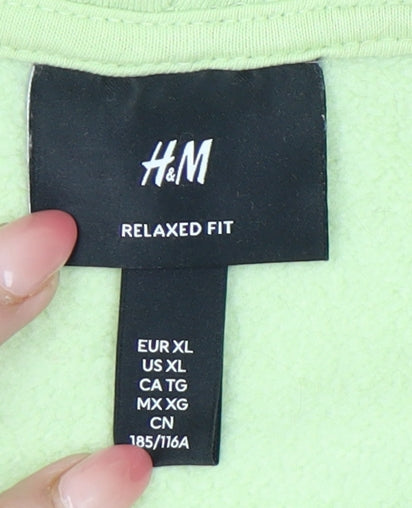 H&M
RELAXED FIT
EUR XL
US XL
CA TG
MX XG
CN
185/116A